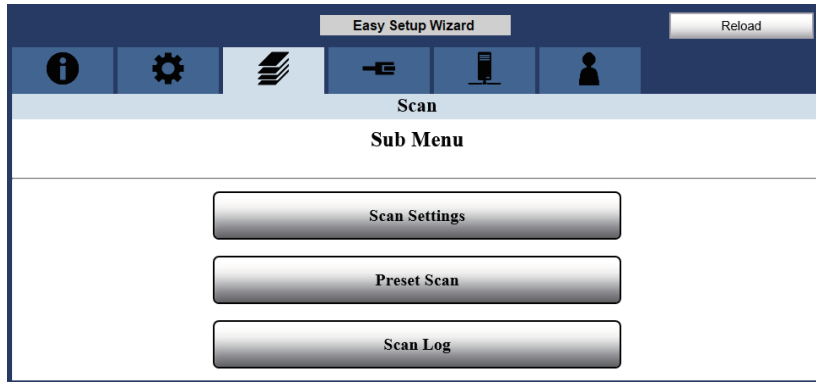 Easy Setup Wizard
Reload
Scan
Sub Menu
Scan Settings
Preset Scan
Scan Log